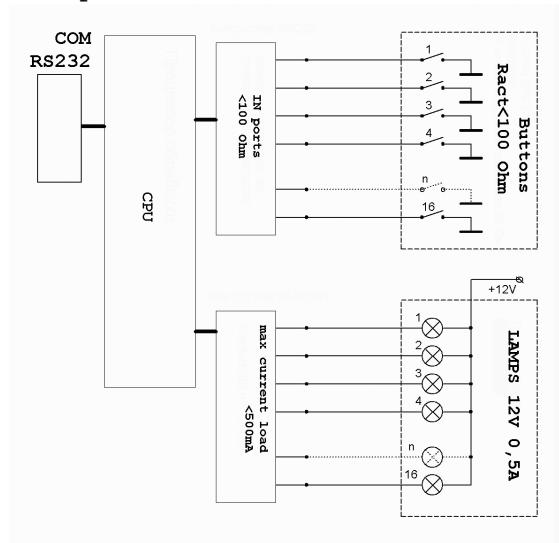 COM
RS232
CPU
IN ports
<100 Ohm
1
2
3
4
n
16
Buttons
Ract<100 Ohm
max current load
<500mA
+12V
1
2
3
4
n
16
LAMPS 12V 0,5A